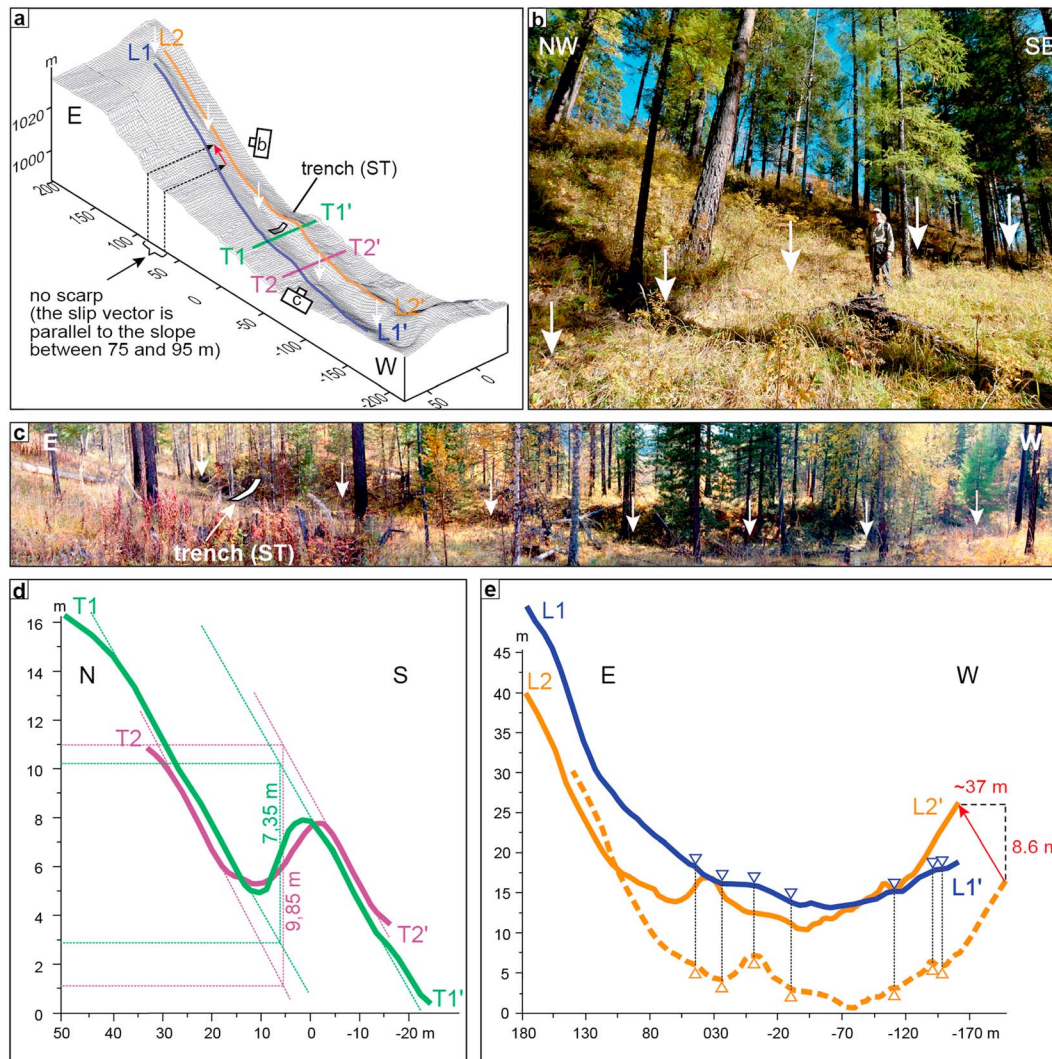 a
L2
L1
m
E
b
1020
1000
trench (ST)
200
T1'
150
T1
T2'
100
T2
50
c
L2'
no scarp
0
(the slip vector is
-50
L1'
parallel to the slope
-100
W
between 75 and 95 m)
-150
0
-200
50
b
NW
SE
c
E
W
trench (ST)
d
m
T1
16
N
S
14
12
T2
10
7,35 m
8
6
9,85 m
4
T2'
2
T1'
0
50
40
30
20
10
0
-10
-20 m
e
L1
m
45
E
W
L2
40
35
30
~37 m
L2'
25
8.6 m
20
L1'
15
10
5
0
180
130
80
030
-20
-70
-120
-170 m